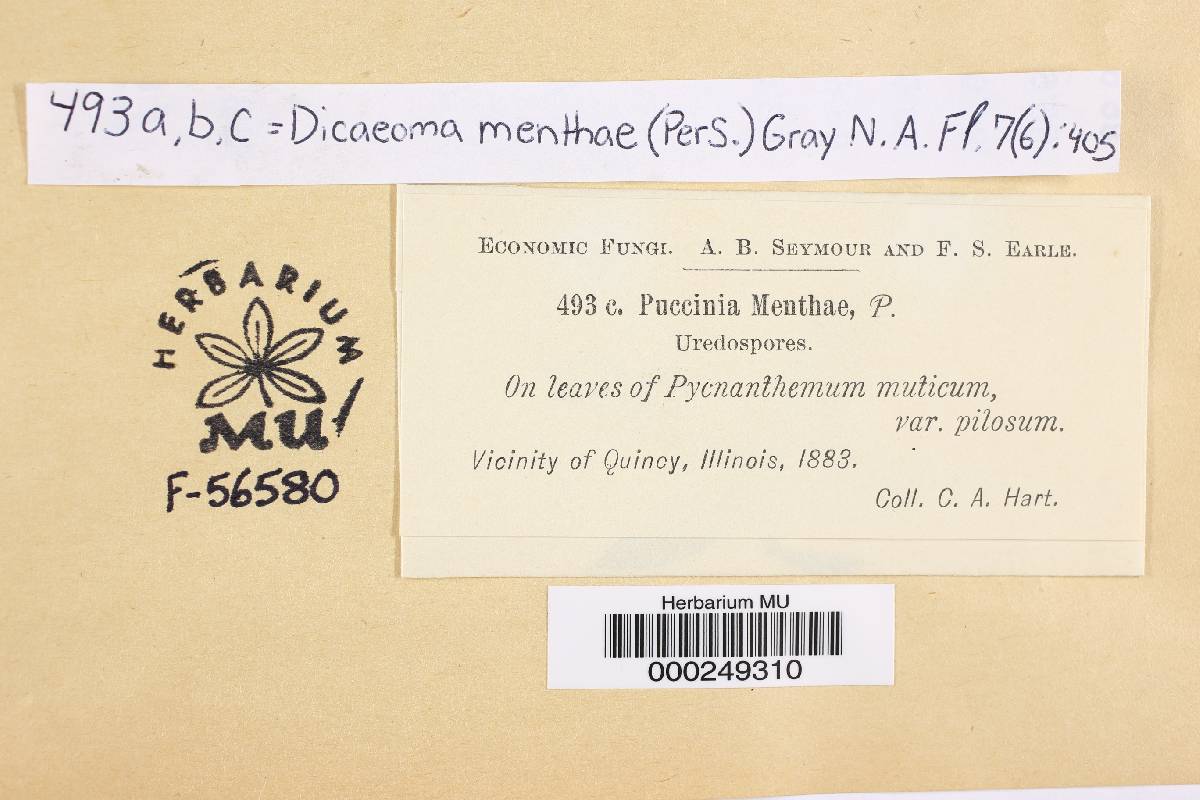 493 a, b, c = Dicaeoma menthae (Pers.) Gray N. A. Fl. 7(6): 405
ECONOMIC FUNGI. A. B. SEYMOUR AND F. S. EARLE.
493 c. Puccinia Menthae, P.
Uredospores.
On leaves of Pycnanthemum muticum,
var. pilosum.
Vicinity of Quincy, Illinois, 1883.
Coll. C. A. Hart.
HERBARIUM
MU
F-56580
Herbarium MU
000249310